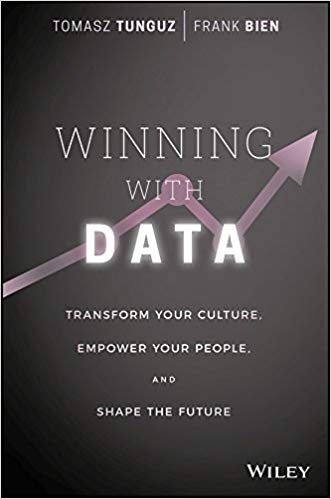 TOMASZ TUNGUZ | FRANK BIEN
WINNING
WITH
DATA
TRANSFORM YOUR CULTURE,
EMPOWER YOUR PEOPLE,
AND
SHAPE THE FUTURE
WILEY